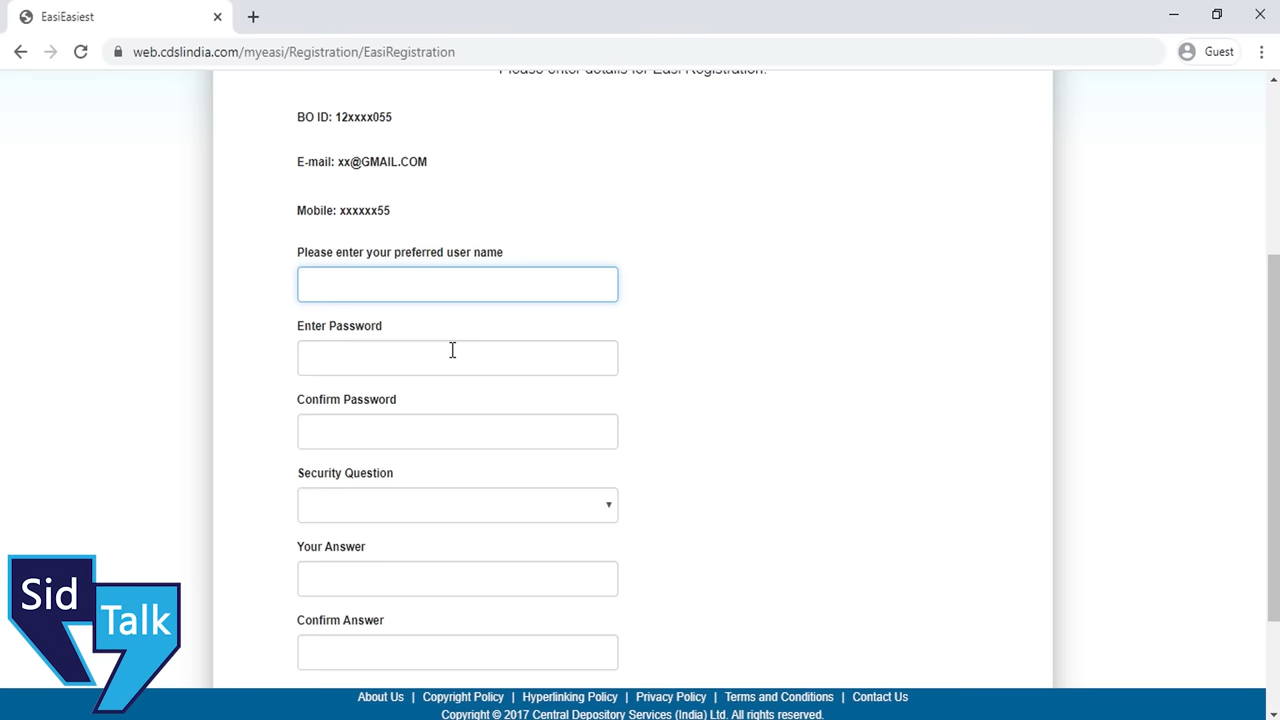 EasiEasiest
web.cdslindia.com/myeasi/Registration/EasiRegistration
Guest
Please enter details for Easi Registration.
BO ID: 12xxxx055
E-mail: xx@GMAIL.COM
Mobile: xxxxxx55
Please enter your preferred user name
Enter Password
Confirm Password
Security Question
Your Answer
Confirm Answer
Sid
Talk
About Us | Copyright Policy | Hyperlinking Policy | Privacy Policy | Terms and Conditions | Contact Us
Copyright © 2017 Central Depository Services (India) Ltd. All rights reserved.